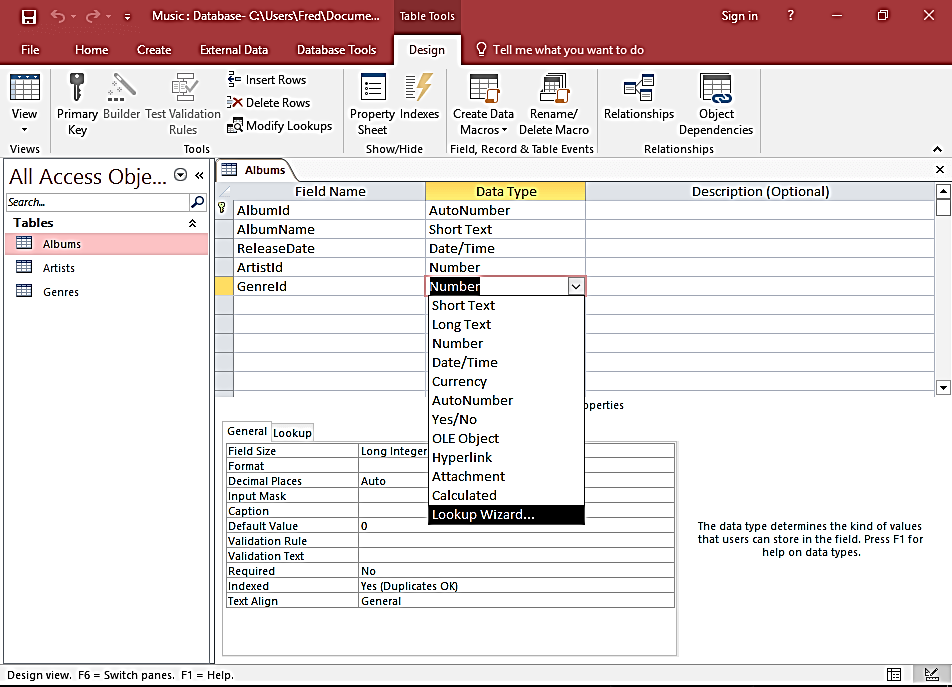 Music : Database- C:\Users\Fred\Docume... Table Tools Sign in ?
File Home Create External Data Database Tools Design Tell me what you want to do
View
Views
Primary Key
Builder
Test Validation Rules
Insert Rows
Delete Rows
Modify Lookups
Tools
Property Sheet
Indexes
Show/Hide
Create Data Macros
Rename/ Delete Macro
Field, Record & Table Events
Relationships
Object Dependencies
Relationships
All Access Obje...
Search...
Tables
Albums
Artists
Genres
Albums
Field Name Data Type Description (Optional)
AlbumId AutoNumber
AlbumName Short Text
ReleaseDate Date/Time
ArtistId Number
GenreId Number
Short Text
Long Text
Number
Date/Time
Currency
AutoNumber
Yes/No
OLE Object
Hyperlink
Attachment
Calculated
Lookup Wizard...
operties
General Lookup
Field Size Long Integer
Format
Decimal Places Auto
Input Mask
Caption
Default Value 0
Validation Rule
Validation Text
Required No
Indexed Yes (Duplicates OK)
Text Align General
The data type determines the kind of values
that users can store in the field. Press F1 for
help on data types.
Design view. F6 = Switch panes. F1 = Help.